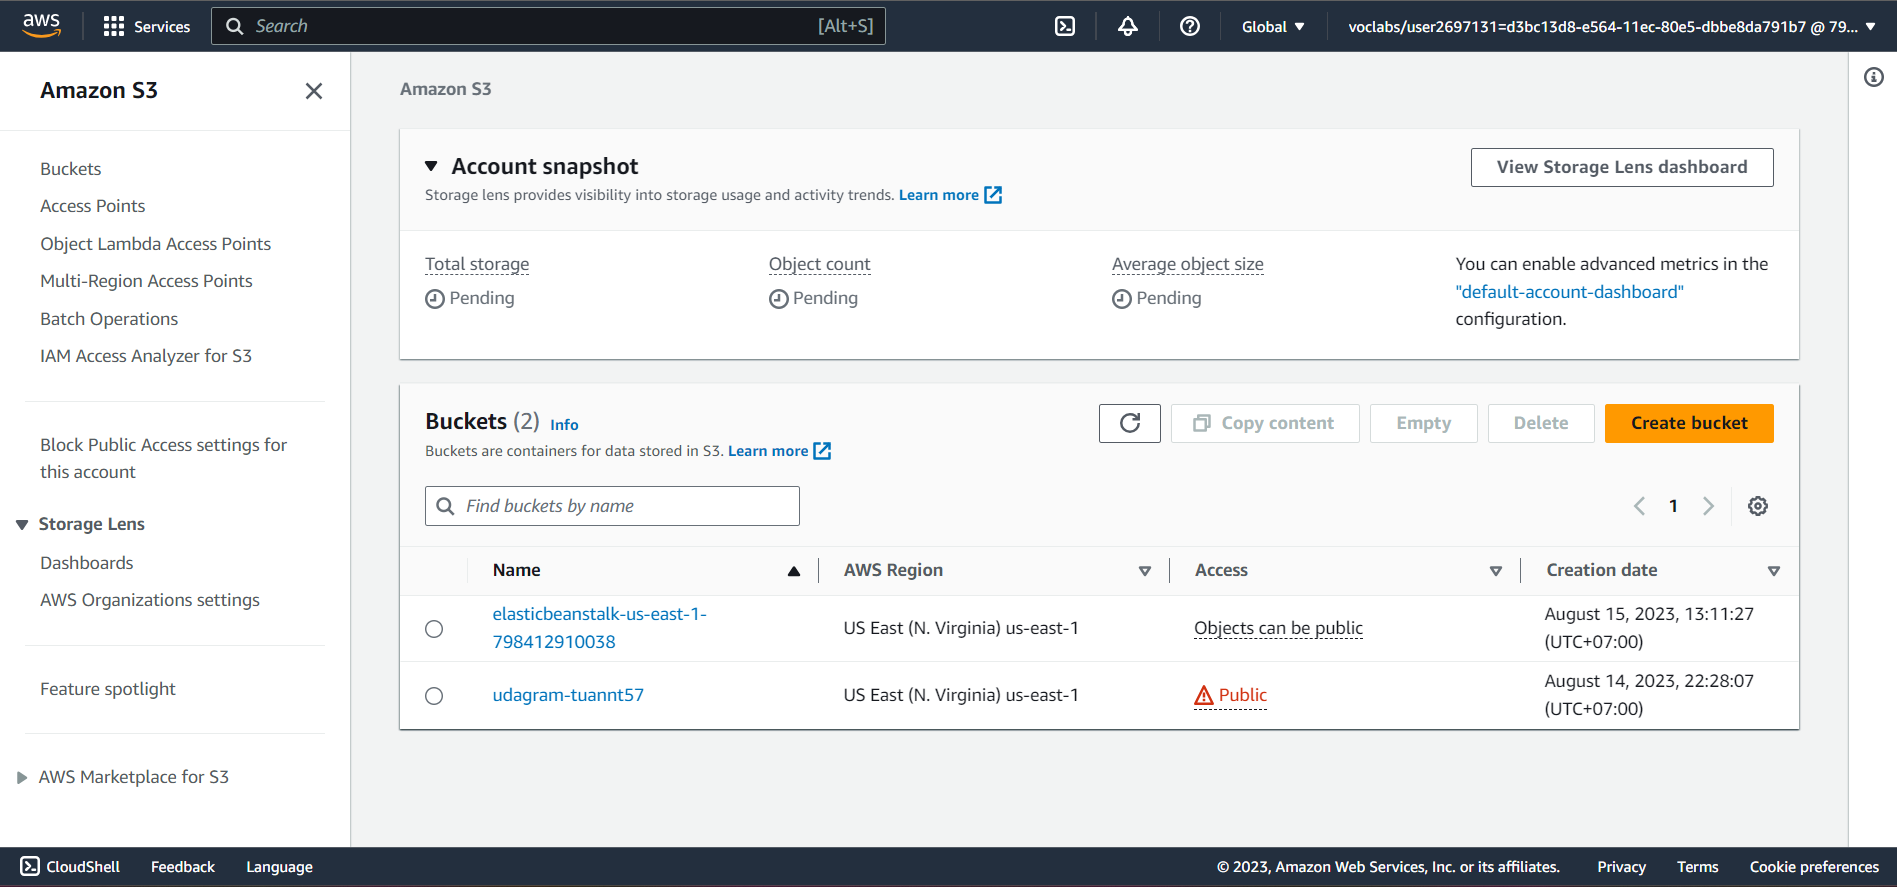 aws
Services
Search
[Alt+S]
Global
voclabs/user2697131=d3bc13d8-e564-11ec-80e5-dbbe8da791b7 @ 79...
Amazon S3
Buckets
Access Points
Object Lambda Access Points
Multi-Region Access Points
Batch Operations
IAM Access Analyzer for S3
Block Public Access settings for
this account
Storage Lens
Dashboards
AWS Organizations settings
Feature spotlight
AWS Marketplace for S3
Amazon S3
Account snapshot
Storage lens provides visibility into storage usage and activity trends. Learn more
View Storage Lens dashboard
Total storage
Pending
Object count
Pending
Average object size
Pending
You can enable advanced metrics in the
"default-account-dashboard"
configuration.
Buckets (2) Info
Buckets are containers for data stored in S3. Learn more
Copy content
Empty
Delete
Create bucket
Find buckets by name
1
Name
AWS Region
Access
Creation date
elasticbeanstalk-us-east-1-
798412910038
US East (N. Virginia) us-east-1
Objects can be public
August 15, 2023, 13:11:27
(UTC+07:00)
udagram-tuannt57
US East (N. Virginia) us-east-1
Public
August 14, 2023, 22:28:07
(UTC+07:00)
CloudShell
Feedback
Language
© 2023, Amazon Web Services, Inc. or its affiliates.
Privacy
Terms
Cookie preferences